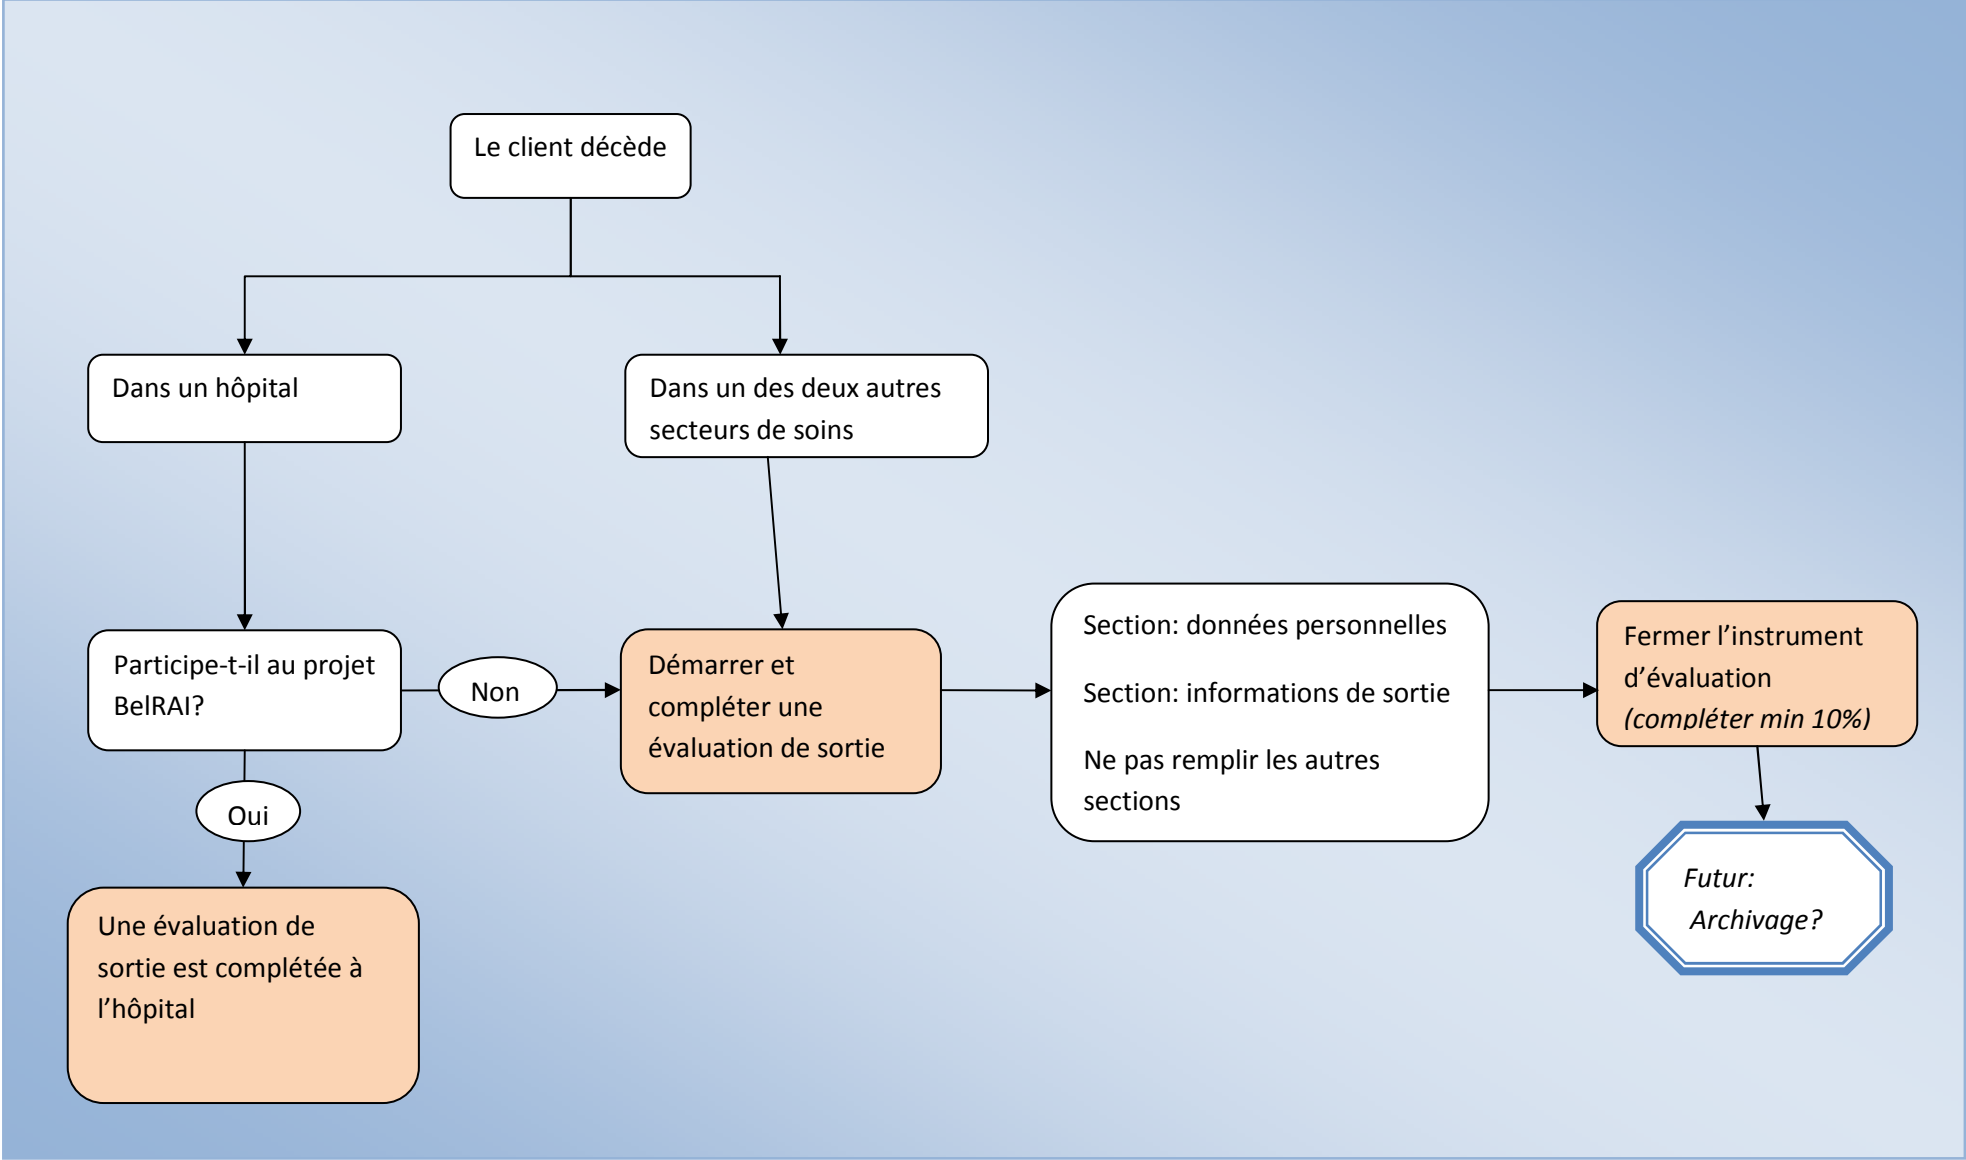 Le client décède
Dans un hôpital
Dans un des deux autres
secteurs de soins
Participe-t-il au projet
BelRAI?
Non
Démarrer et
compléter une
évaluation de sortie
Section: données personnelles
Section: informations de sortie
Ne pas remplir les autres
sections
Fermer l’instrument
d’évaluation
(compléter min 10%)
Oui
Une évaluation de
sortie est complétée à
l’hôpital
Futur:
Archivage?